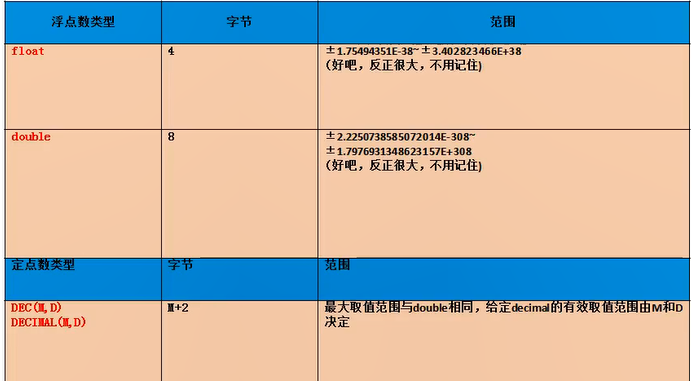 浮点数类型 字节 范围
float 4 ±1.75494351E-38~±3.402823466E+38
（好吧，反正很大，不用记住)
double 8 ±2.2250738585072014E-308~
±1.7976931348623157E+308
（好吧，反正很大，不用记住)
定点数类型 字节 范围
DEC(M,D) M+2 最大取值范围与double相同，给定decimal的有效取值范围由M和D
DECIMAL(M,D) 决定